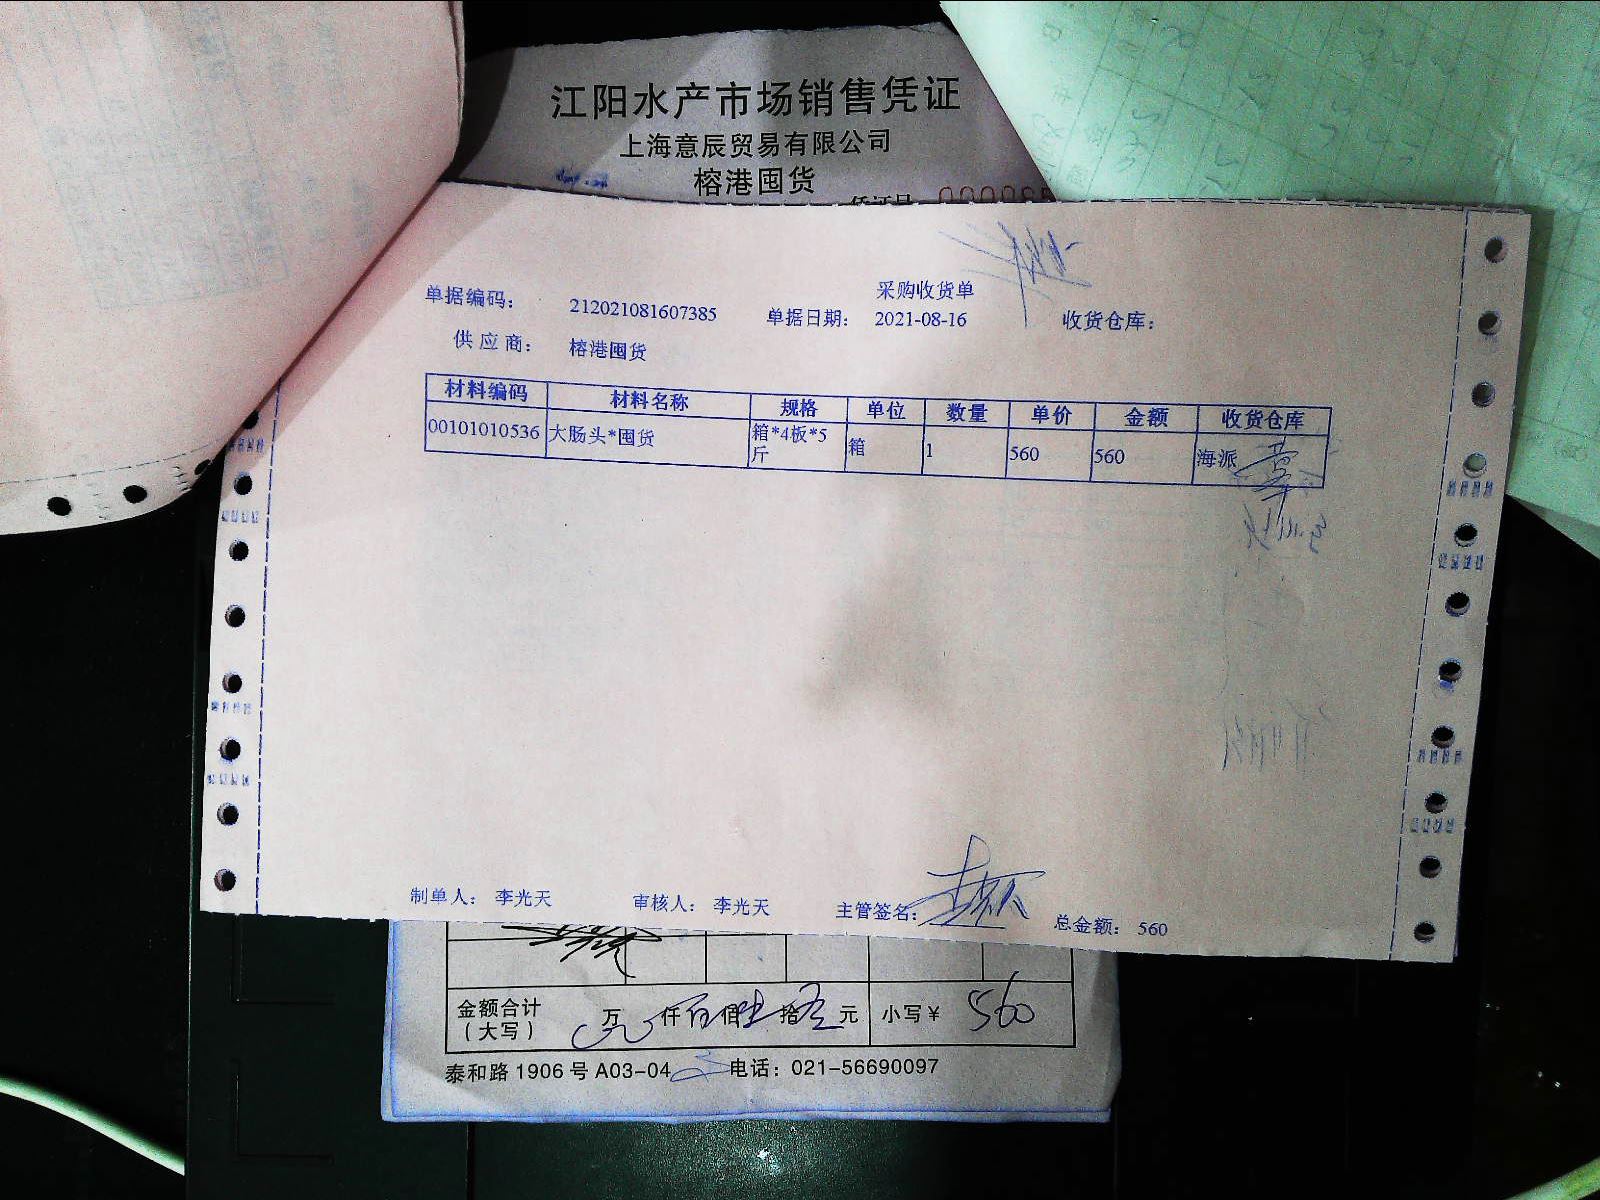 江阳水产市场销售凭证
上海意辰贸易有限公司
榕港囤货
采购收货单
单据编码： 212021081607385 单据日期： 2021-08-16 收货仓库：
供应商： 榕港囤货
材料编码 材料名称 规格 单位 数量 单价 金额 收货仓库
00101010536 大肠头*囤货 箱*4板*5斤 箱 1 560 560 海派
制单人： 李光天 审核人： 李光天 主管签名： 总金额： 560
金额合计（大写） 万 仟 佰 拾 元 小写￥ 560
泰和路1906号A03-04 电话：021-56690097